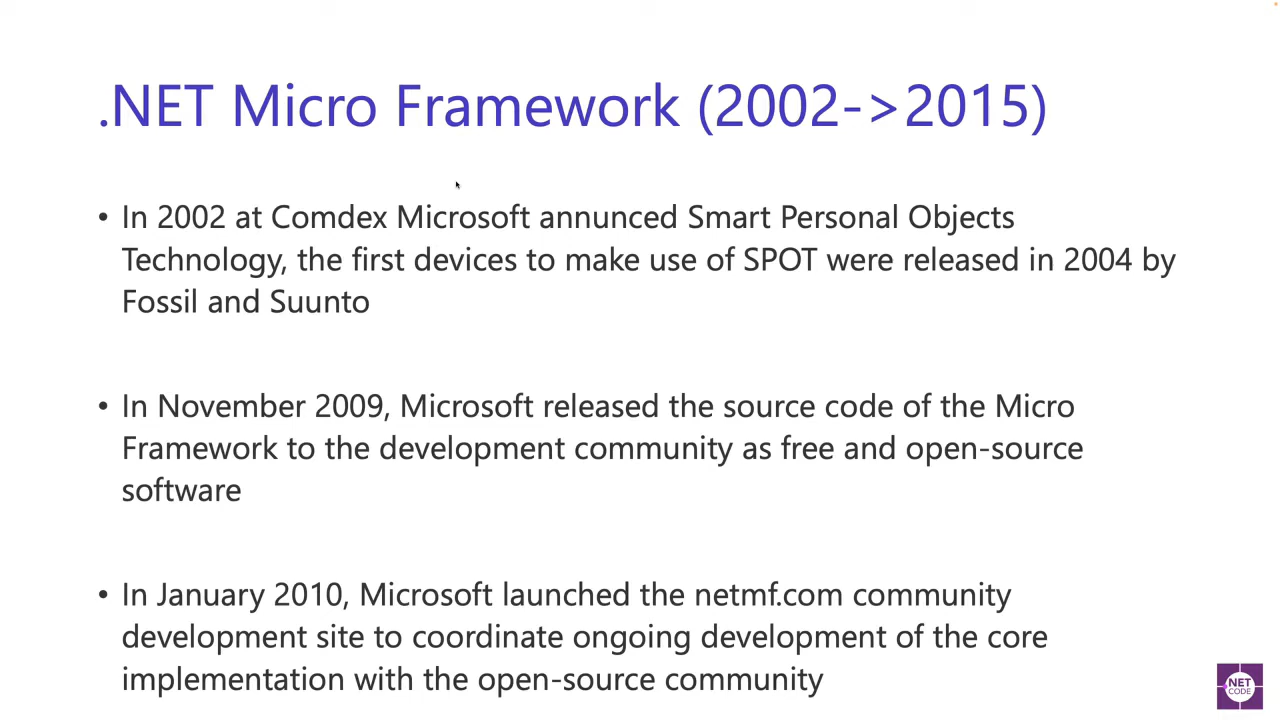 .NET Micro Framework (2002->2015)
• In 2002 at Comdex Microsoft annunced Smart Personal Objects
Technology, the first devices to make use of SPOT were released in 2004 by
Fossil and Suunto
• In November 2009, Microsoft released the source code of the Micro
Framework to the development community as free and open-source
software
• In January 2010, Microsoft launched the netmf.com community
development site to coordinate ongoing development of the core
implementation with the open-source community
.NET
CODE